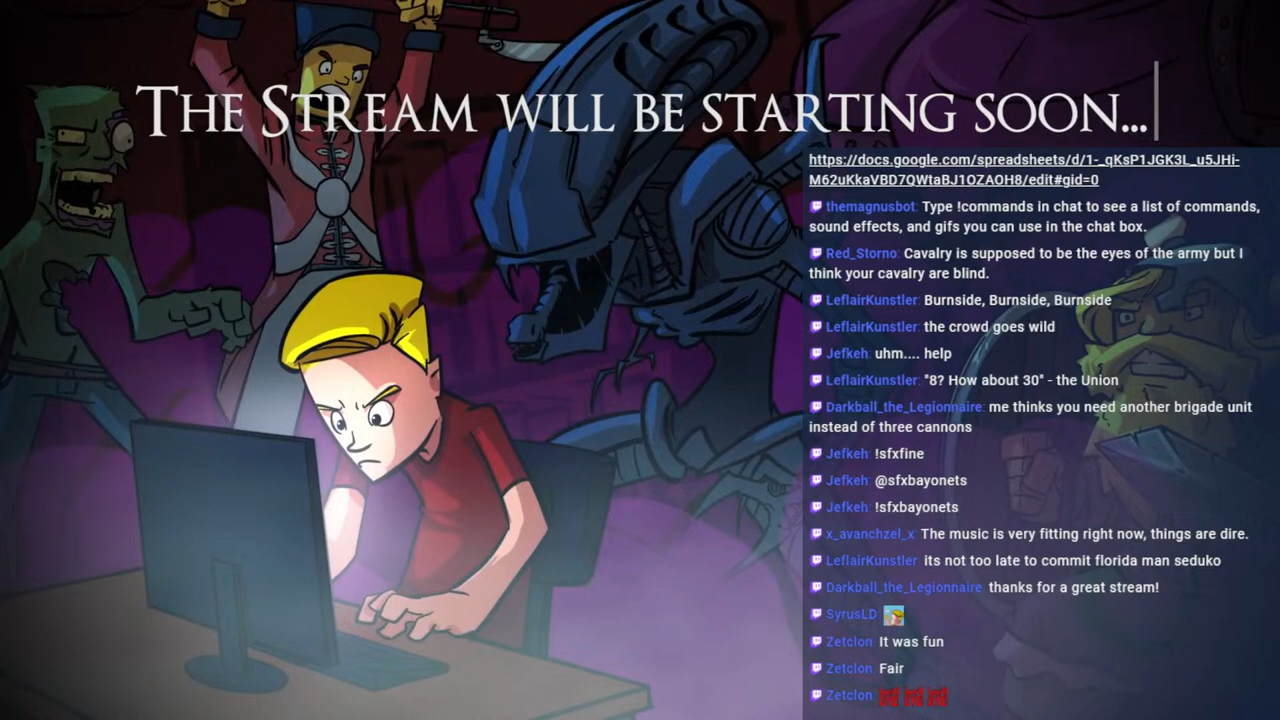 The Stream will be starting soon...
https://docs.google.com/spreadsheets/d/1-_qKsP1JGK3L_u5JHi-
M62uKkaVBD7QWtaBJ1OZAOH8/edit#gid=0
themagnusbot: Type !commands in chat to see a list of commands,
sound effects, and gifs you can use in the chat box.
Red_Storno: Cavalry is supposed to be the eyes of the army but I
think your cavalry are blind.
LeflairKunstler: Burnside, Burnside, Burnside
LeflairKunstler: the crowd goes wild
Jefkeh: uhm.... help
LeflairKunstler: "8? How about 30" - the Union
Darkball_the_Legionnaire: me thinks you need another brigade unit
instead of three cannons
Jefkeh: !sfxfine
Jefkeh: @sfxbayonets
Jefkeh: !sfxbayonets
x_avanchzel_x: The music is very fitting right now, things are dire.
LeflairKunstler: its not too late to commit florida man seduko
Darkball_the_Legionnaire: thanks for a great stream!
SyrusLD:
Zetclon: It was fun
Zetclon: Fair
Zetclon: